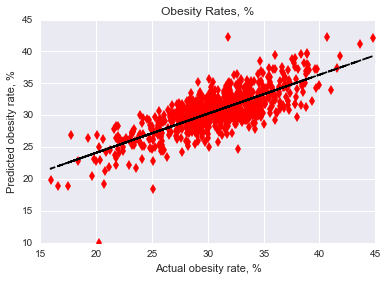 Obesity Rates, %
Predicted obesity rate, %
45
40
35
30
25
20
15
10
15 20 25 30 35 40 45
Actual obesity rate, %